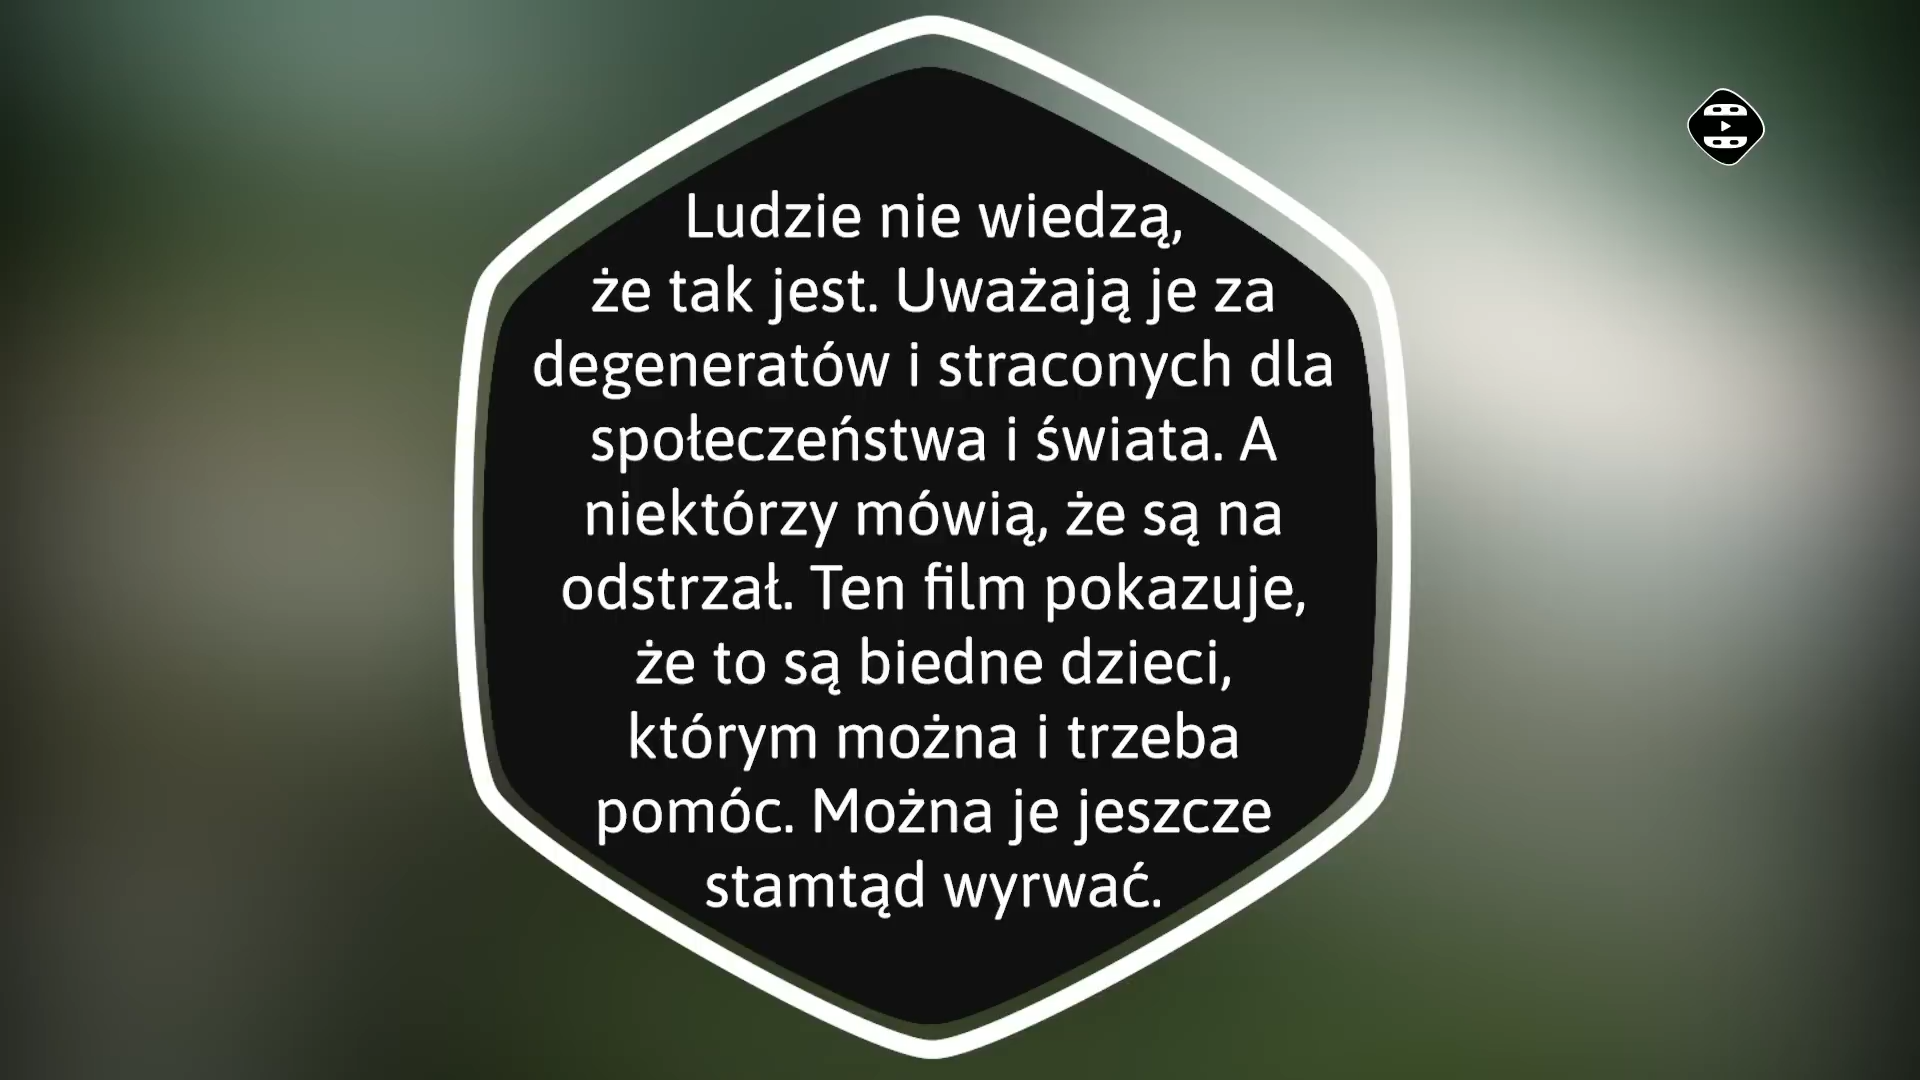 Ludzie nie wiedzą,
że tak jest. Uważają je za
degeneratów i straconych dla
społeczeństwa i świata. A
niektórzy mówią, że są na
odstrzał. Ten film pokazuje,
że to są biedne dzieci,
którym można i trzeba
pomóc. Można je jeszcze
stamtąd wyrwać.